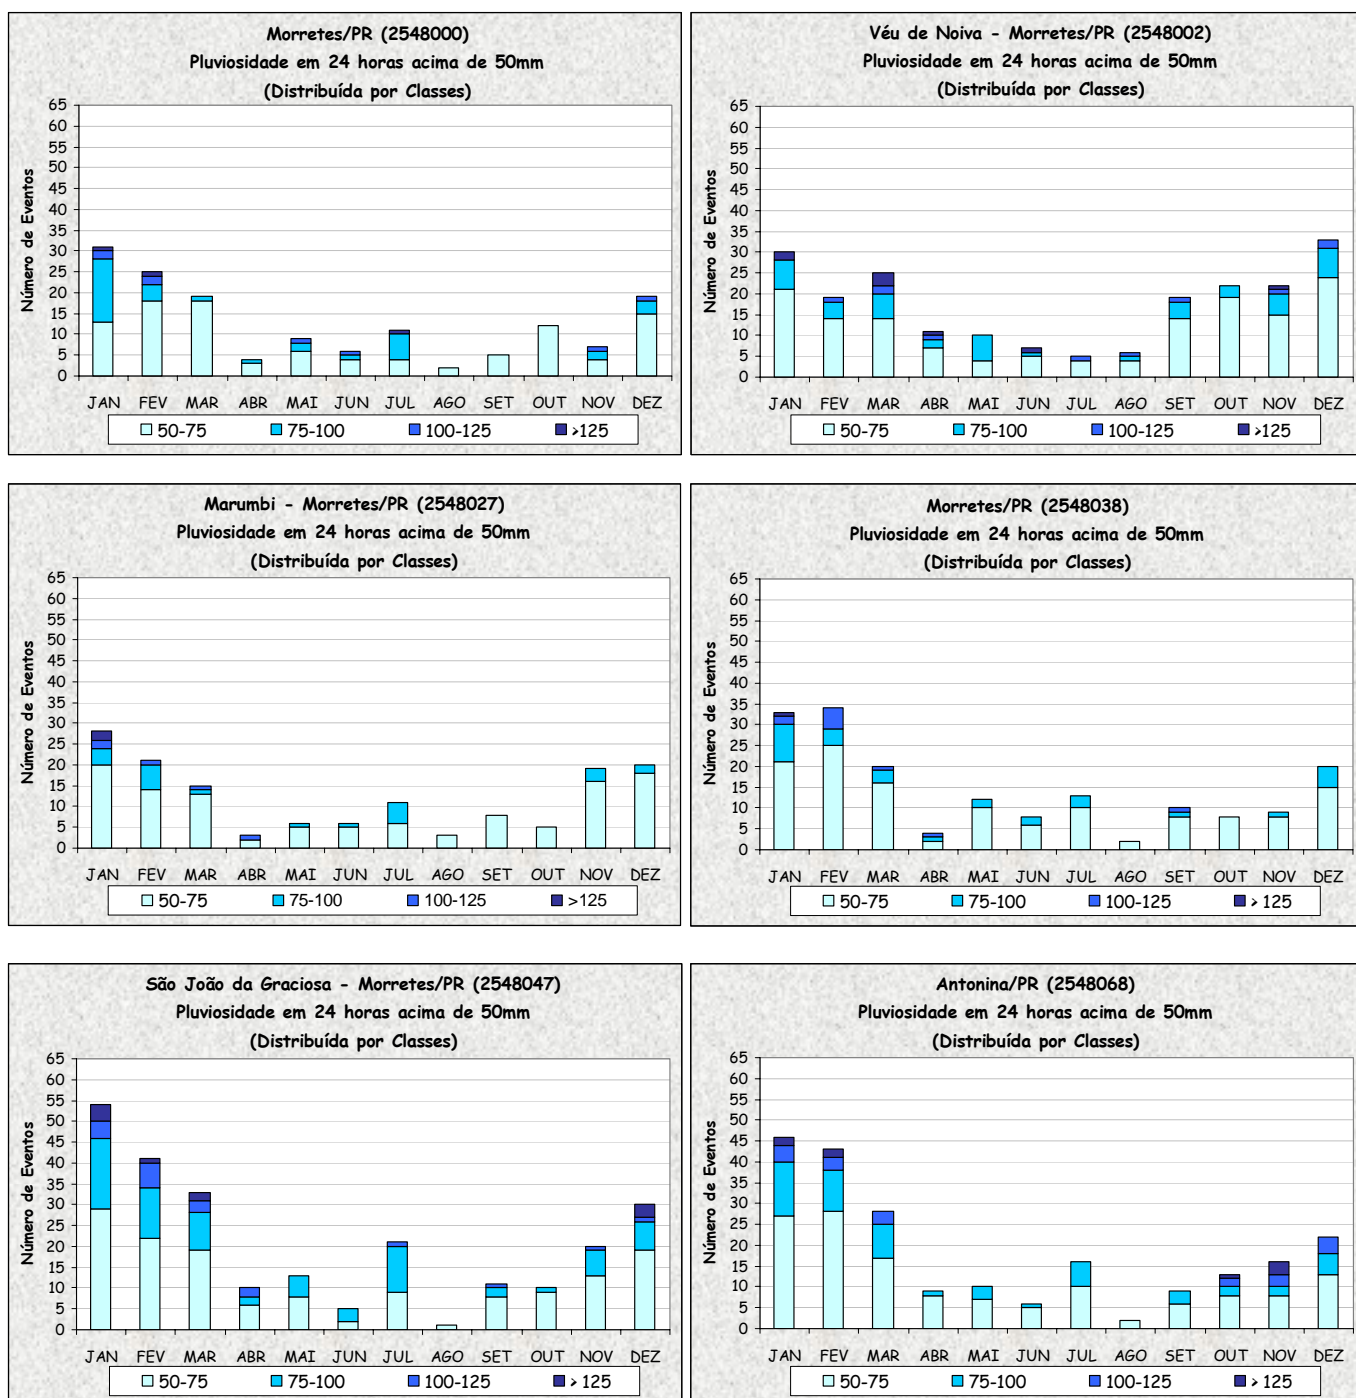 Morretes/PR (2548000)
Pluviosidade em 24 horas acima de 50mm
(Distribuída por Classes)
Número de Eventos
65
60
55
50
45
40
35
30
25
20
15
10
5
0
JAN FEV MAR ABR MAI JUN JUL AGO SET OUT NOV DEZ
50-75 75-100 100-125 >125
Véu de Noiva - Morretes/PR (2548002)
Pluviosidade em 24 horas acima de 50mm
(Distribuída por Classes)
Número de Eventos
65
60
55
50
45
40
35
30
25
20
15
10
5
0
JAN FEV MAR ABR MAI JUN JUL AGO SET OUT NOV DEZ
50-75 75-100 100-125 >125
Marumbi - Morretes/PR (2548027)
Pluviosidade em 24 horas acima de 50mm
(Distribuída por Classes)
Número de Eventos
65
60
55
50
45
40
35
30
25
20
15
10
5
0
JAN FEV MAR ABR MAI JUN JUL AGO SET OUT NOV DEZ
50-75 75-100 100-125 >125
Morretes/PR (2548038)
Pluviosidade em 24 horas acima de 50mm
(Distribuída por Classes)
Número de Eventos
65
60
55
50
45
40
35
30
25
20
15
10
5
0
JAN FEV MAR ABR MAI JUN JUL AGO SET OUT NOV DEZ
50-75 75-100 100-125 > 125
São João da Graciosa - Morretes/PR (2548047)
Pluviosidade em 24 horas acima de 50mm
(Distribuída por Classes)
Número de Eventos
65
60
55
50
45
40
35
30
25
20
15
10
5
0
JAN FEV MAR ABR MAI JUN JUL AGO SET OUT NOV DEZ
50-75 75-100 100-125 > 125
Antonina/PR (2548068)
Pluviosidade em 24 horas acima de 50mm
(Distribuída por Classes)
Número de Eventos
65
60
55
50
45
40
35
30
25
20
15
10
5
0
JAN FEV MAR ABR MAI JUN JUL AGO SET OUT NOV DEZ
50-75 75-100 100-125 > 125